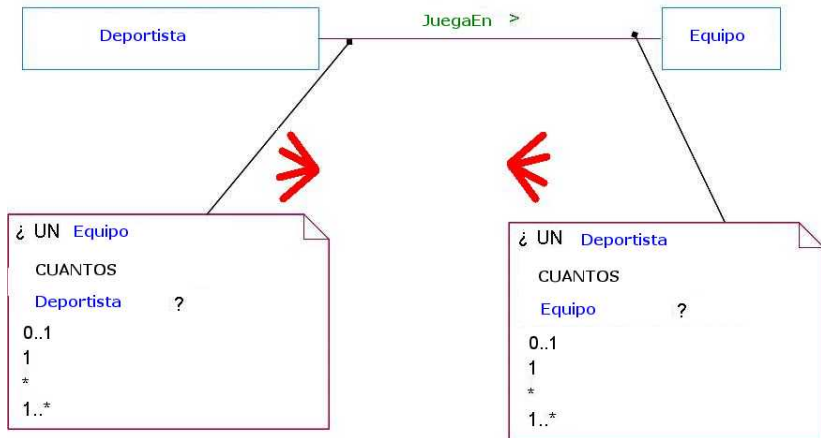 JuegaEn >
Deportista
Equipo
¿ UN Equipo
CUANTOS
Deportista ?
0..1
1
*
1..*
¿ UN Deportista
CUANTOS
Equipo ?
0..1
1
*
1..*